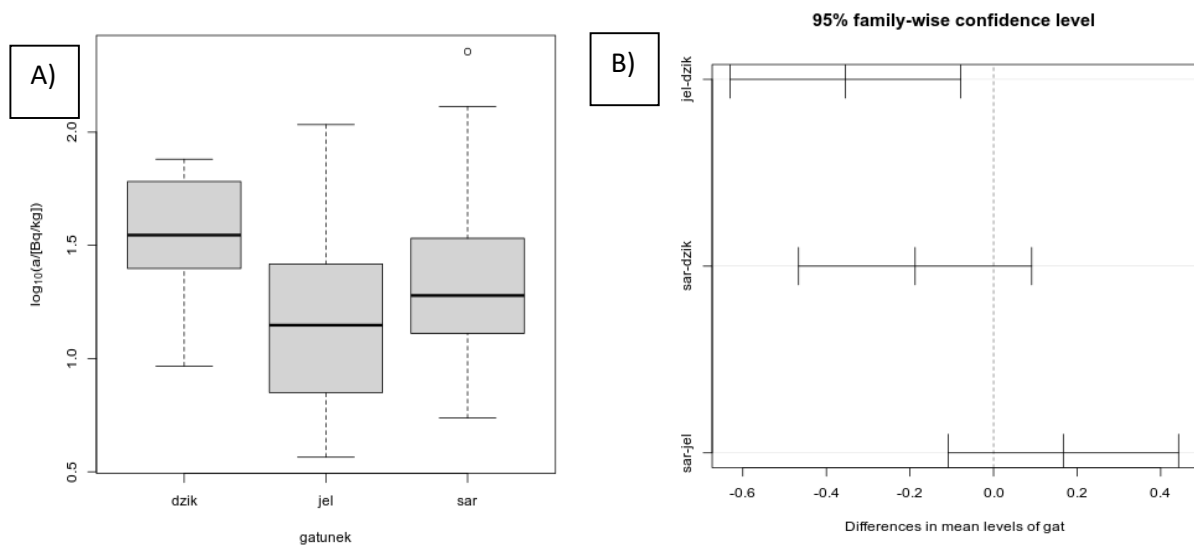 A)
2.0
1.5
1.0
0.5
log₁₀(a/[Bq/kg])
dzik jel sar
gatunek
B)
95% family-wise confidence level
jel-dzik
sar-dzik
sar-jel
-0.6 -0.4 -0.2 0.0 0.2 0.4
Differences in mean levels of gat